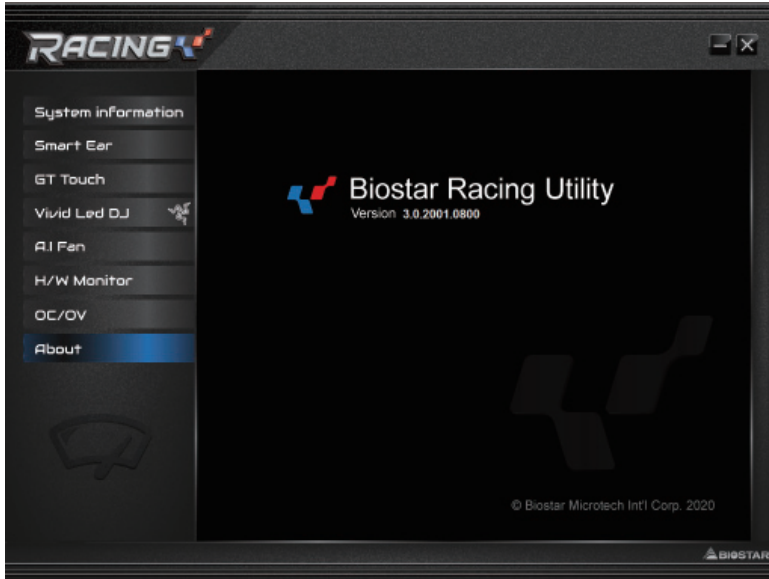 RACING
System information
Smart Ear
GT Touch
Vivid Led DJ
A.I Fan
H/W Monitor
OC/OV
About
Biostar Racing Utility
Version 3.0.2001.0800
© Biostar Microtech Int'l Corp. 2020
BIOSTAR